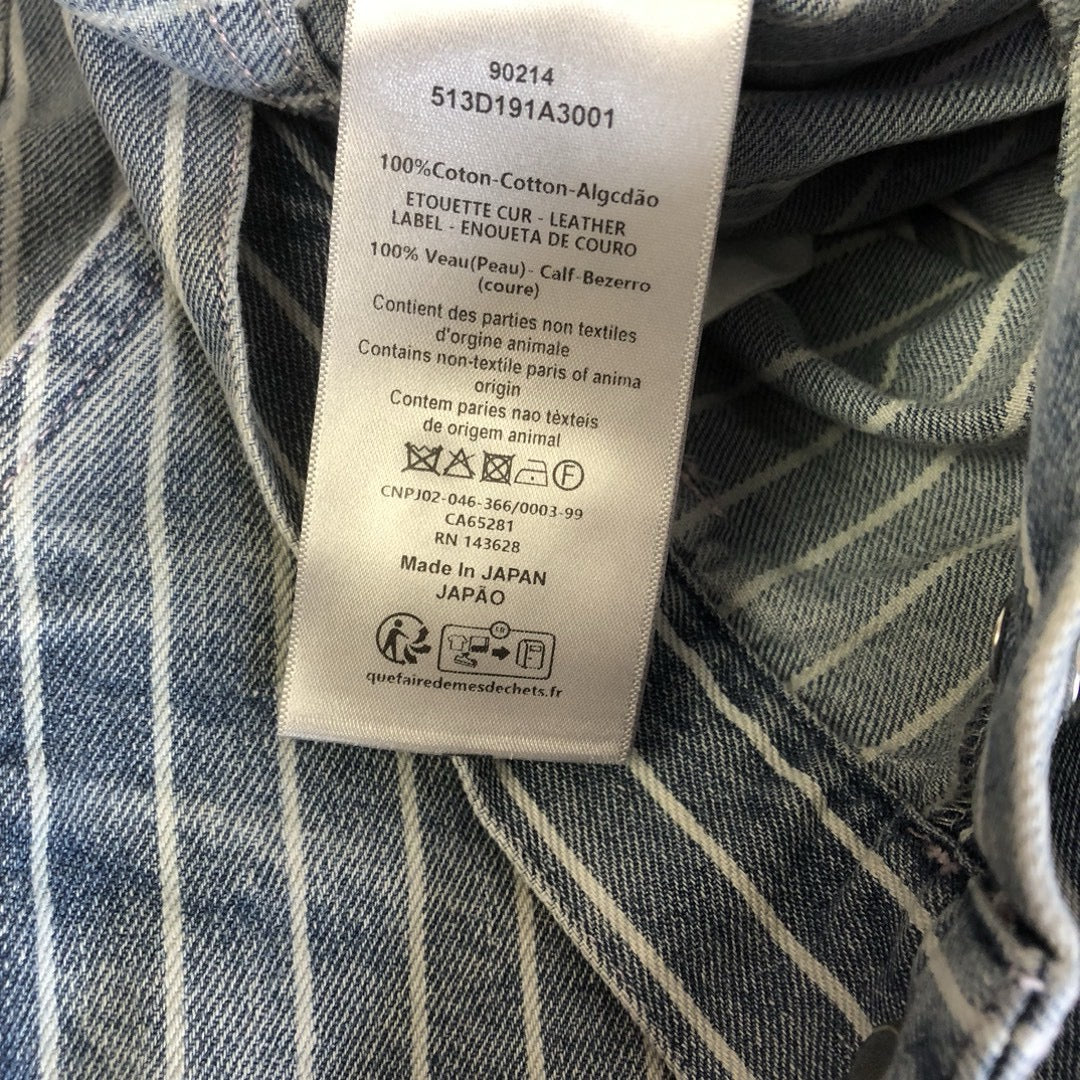 90214
513D191A3001
100%Coton-Cotton-Algcdão
ETOUETTE CUR - LEATHER
LABEL - ENOUETA DE COURO
100% Veau(Peau)- Calf-Bezerro
(coure)
Contient des parties non textiles
d'orgine animale
Contains non-textile paris of anima
origin
Contem paries nao tèxteis
de origem animal
F
CNPJ02-046-366/0003-99
CA65281
RN 143628
Made In JAPAN
JAPÃO
quefairedemesdechets.fr